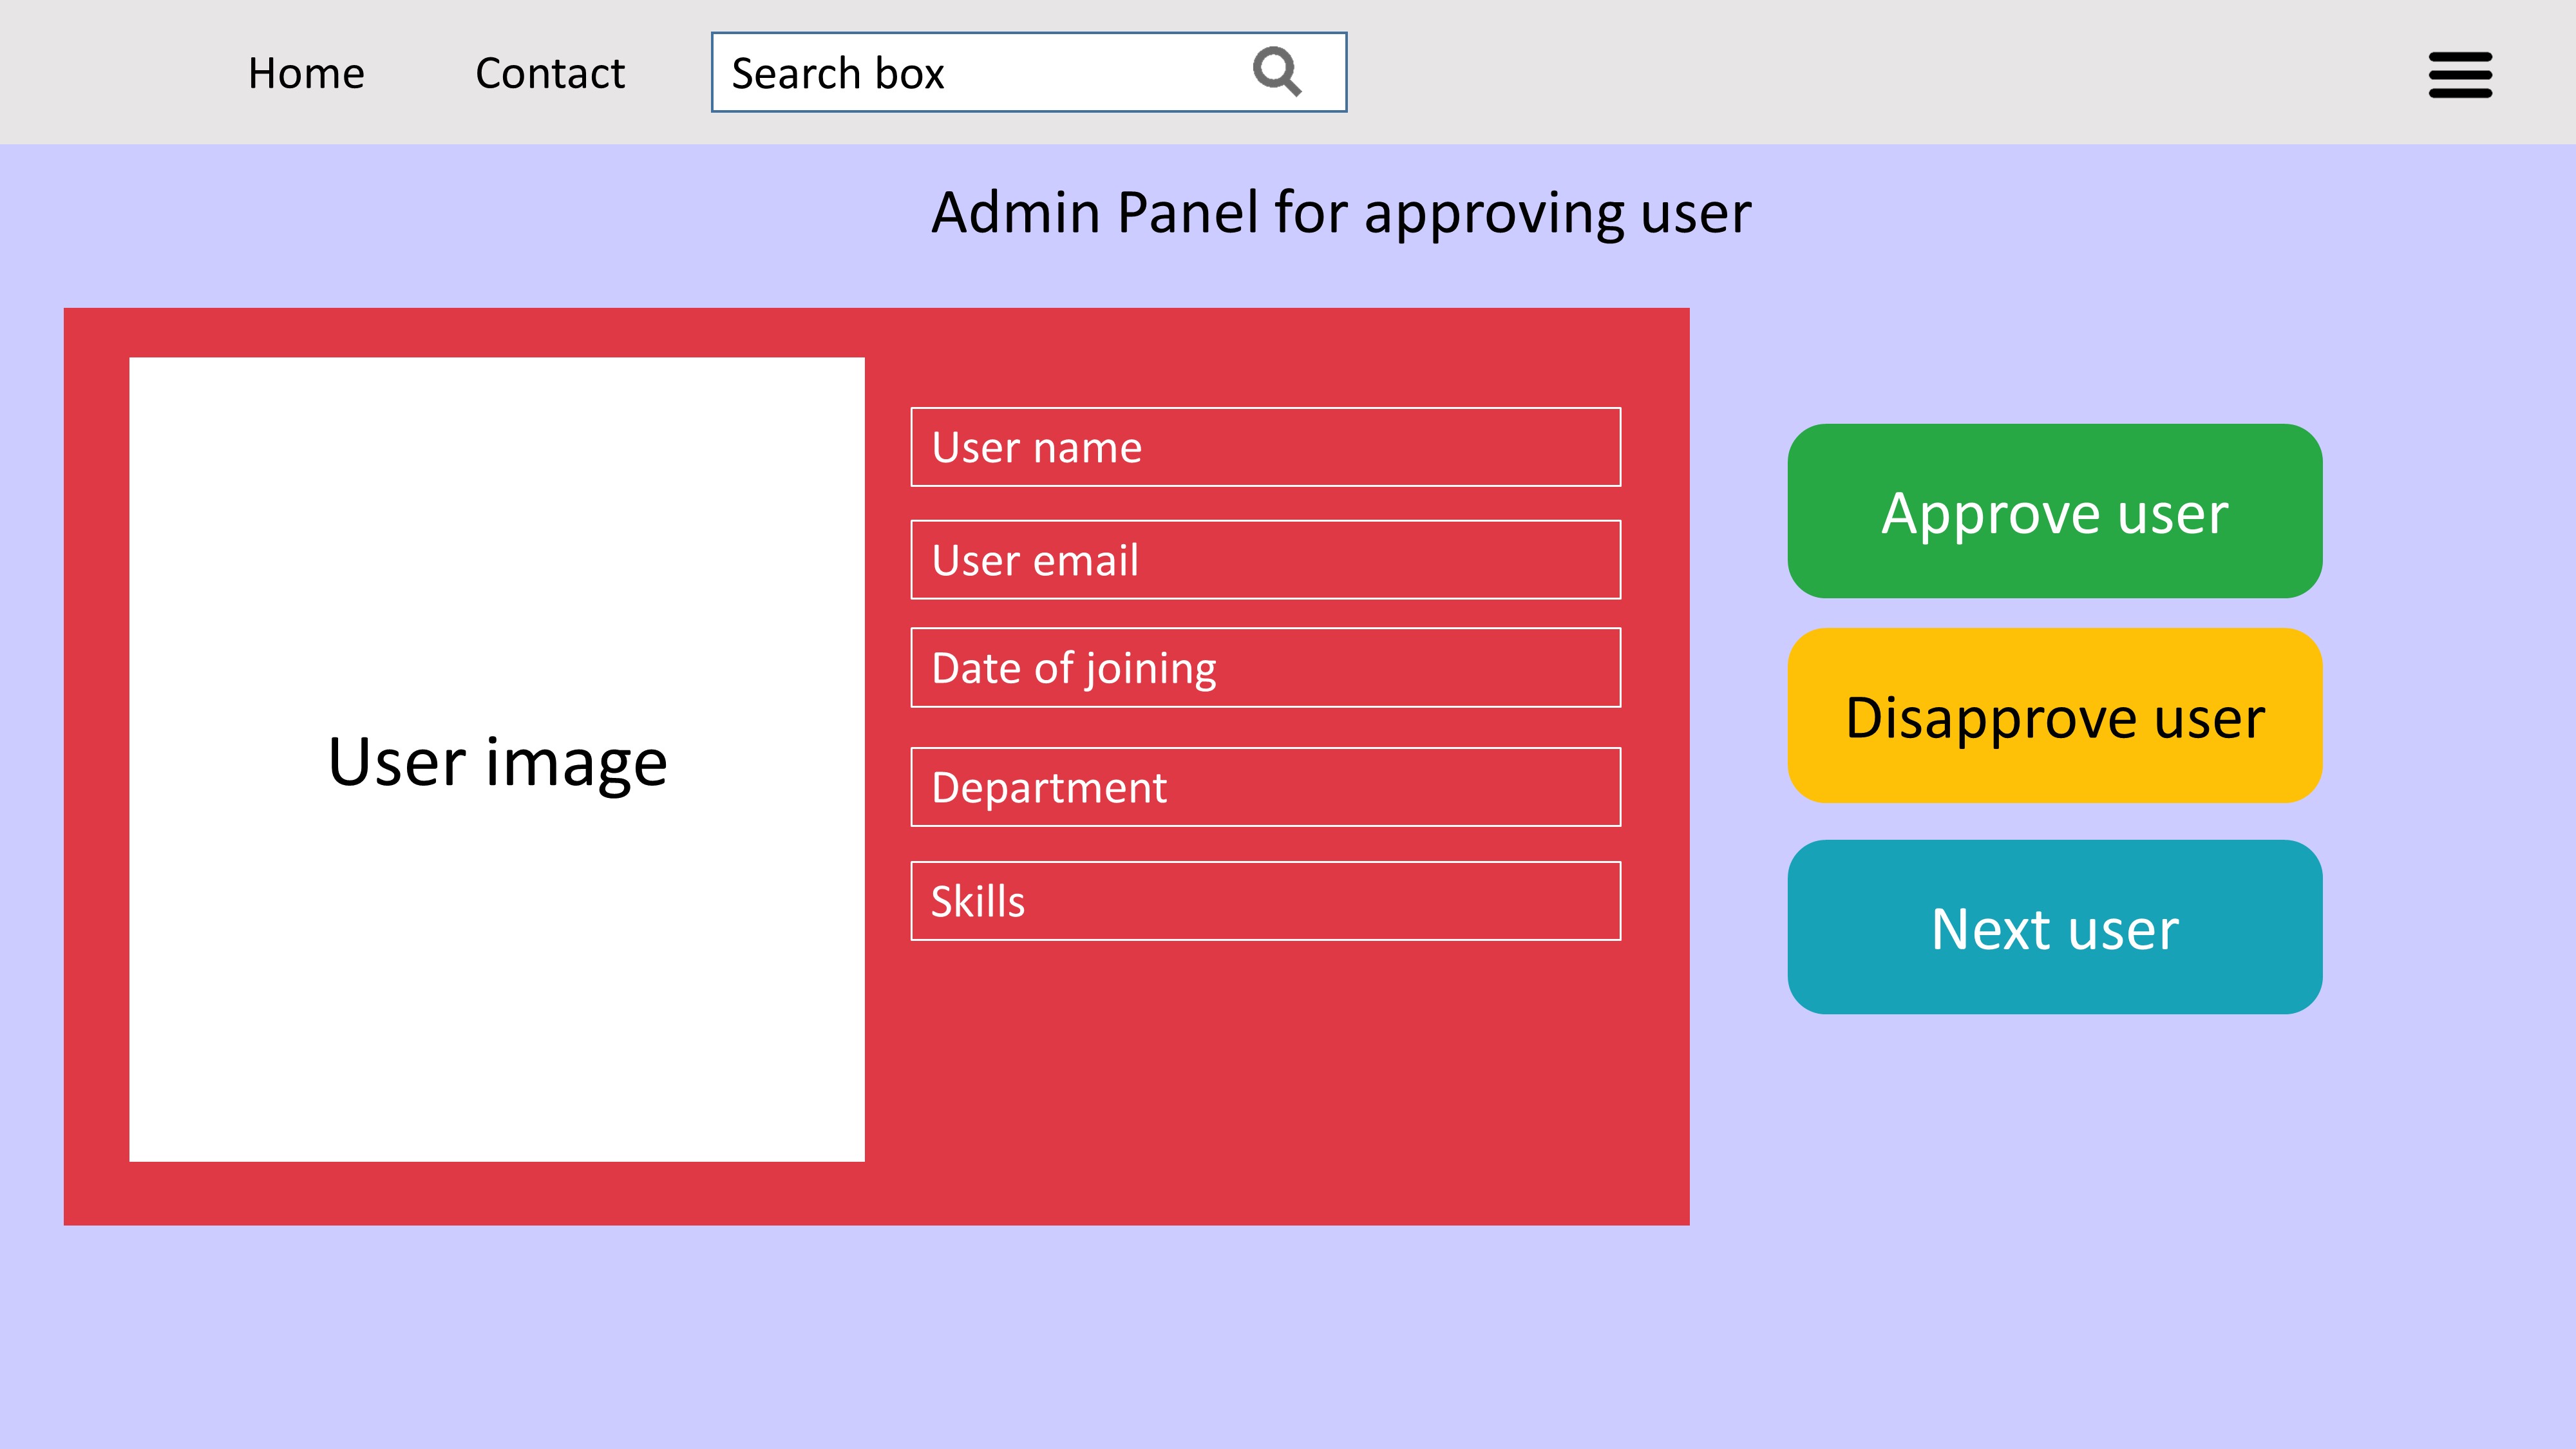 Home
Contact
Search box
Admin Panel for approving user
User image
User name
User email
Date of joining
Department
Skills
Approve user
Disapprove user
Next user